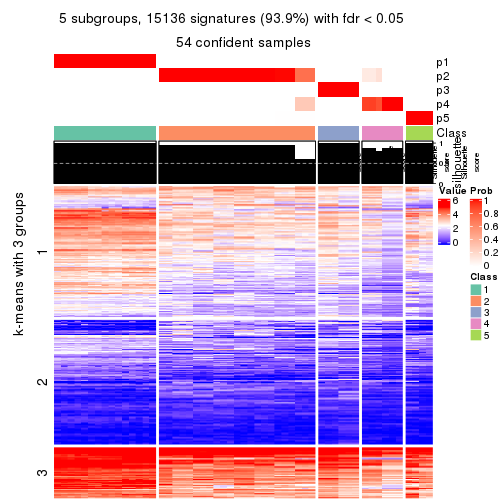 5 subgroups, 15136 signatures (93.9%) with fdr < 0.05
54 confident samples
p1
p2
p3
p4
p5
Class
1
0
silhouette
score
Value
6
4
2
0
Prob
1
0.8
0.6
0.4
0.2
0
Class
1
2
3
4
5
k-means with 3 groups
1
2
3